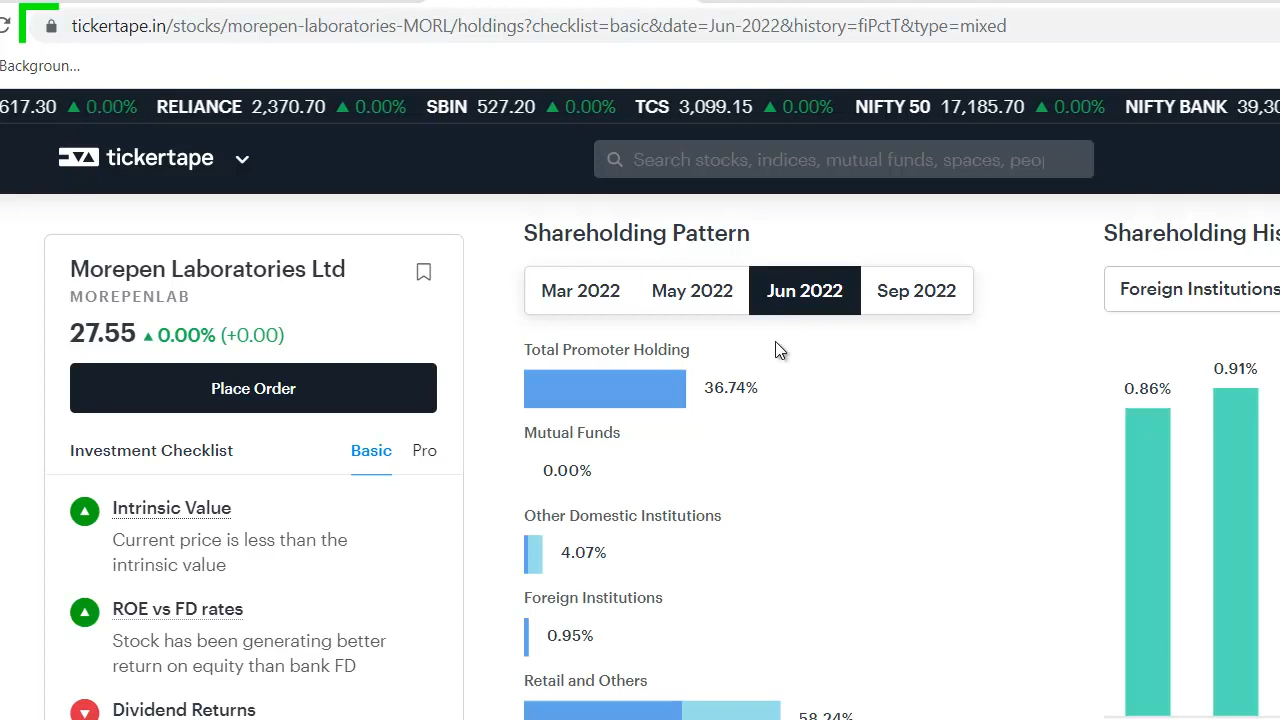 tickertape.in/stocks/morepen-laboratories-MORL/holdings?checklist=basic&date=Jun-2022&history=fiPctT&type=mixed
Backgroun...
617.30 ▲ 0.00% RELIANCE 2,370.70 ▲ 0.00% SBIN 527.20 ▲ 0.00% TCS 3,099.15 ▲ 0.00% NIFTY 50 17,185.70 ▲ 0.00% NIFTY BANK 39,30
tickertape
Search stocks, indices, mutual funds, spaces, peo
Morepen Laboratories Ltd
MOREPENLAB
27.55 ▲ 0.00% (+0.00)
Place Order
Investment Checklist Basic Pro
Intrinsic Value
Current price is less than the
intrinsic value
ROE vs FD rates
Stock has been generating better
return on equity than bank FD
Dividend Returns
Shareholding Pattern
Mar 2022 May 2022 Jun 2022 Sep 2022
Total Promoter Holding
36.74%
Mutual Funds
0.00%
Other Domestic Institutions
4.07%
Foreign Institutions
0.95%
Retail and Others
58.24%
Shareholding His
Foreign Institutions
0.86%
0.91%